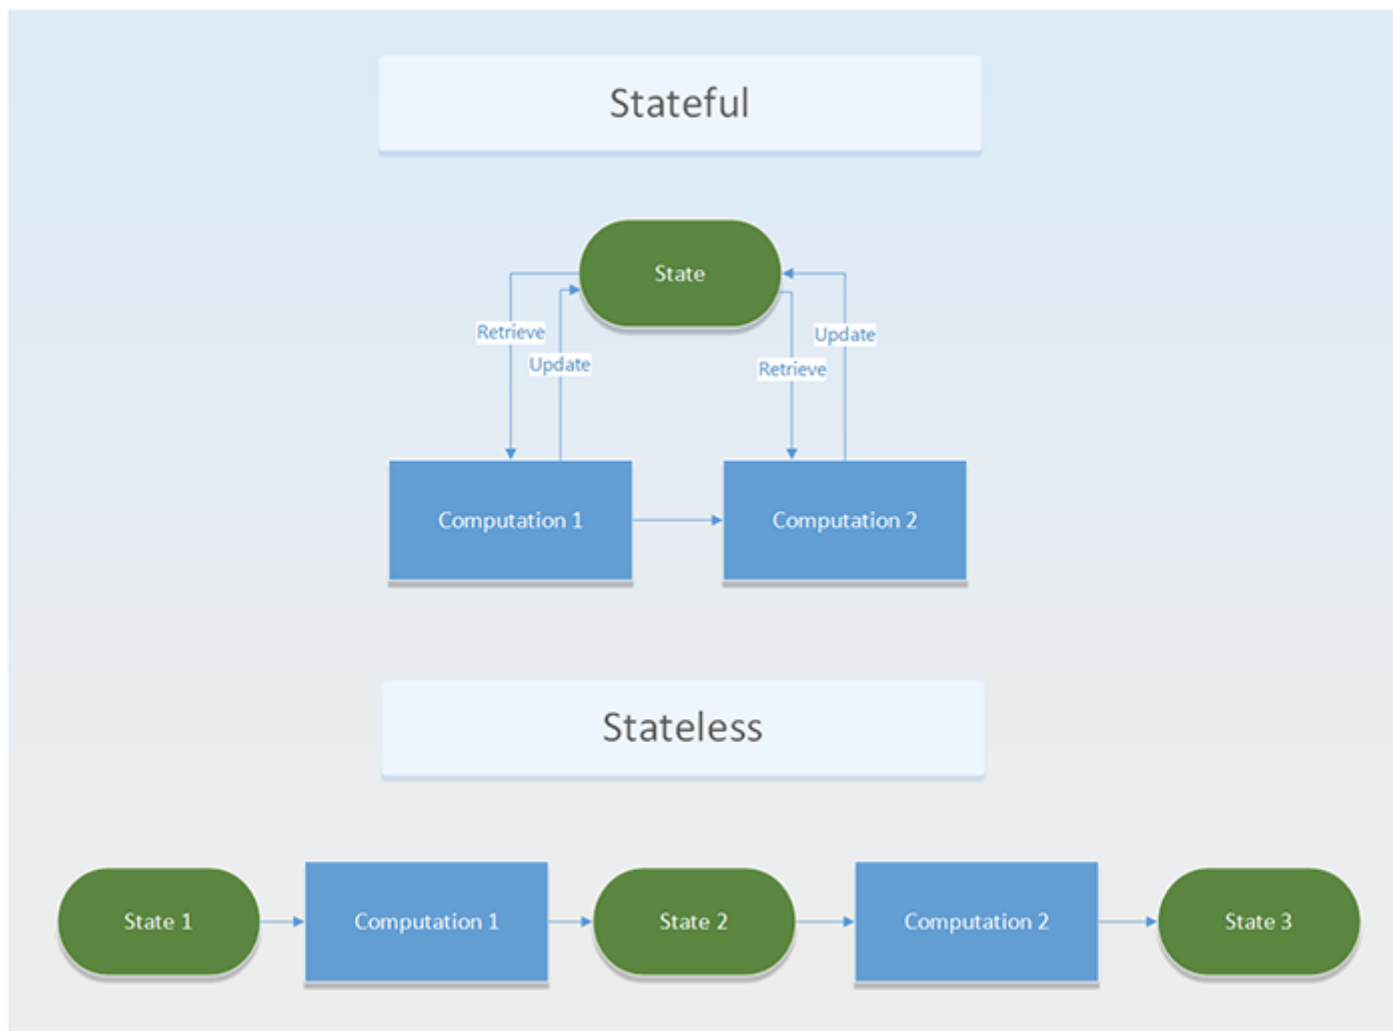 Stateful
State
Retrieve
Update
Update
Retrieve
Computation 1
Computation 2
Stateless
State 1
Computation 1
State 2
Computation 2
State 3